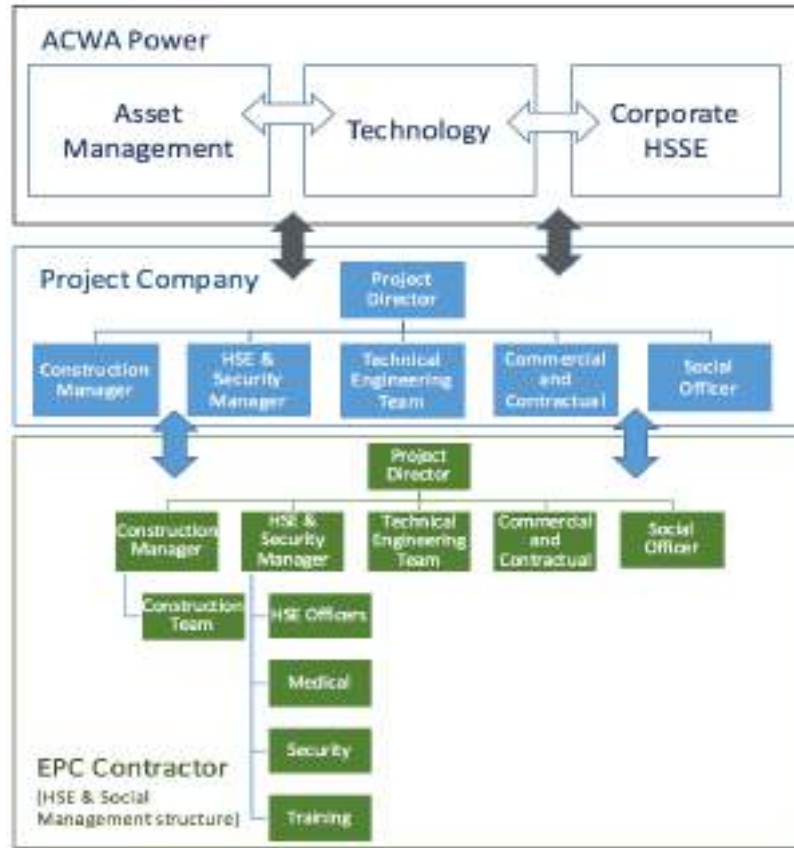 ACWA Power
Asset
Management
Technology
Corporate
HSSE
Project Company
Project
Director
Construction
Manager
HSE &
Security
Manager
Technical
Engineering
Team
Commercial
and
Contractual
Social
Officer
Project
Director
Construction
Manager
HSE &
Security
Manager
Technical
Engineering
Team
Commercial
and
Contractual
Social
Officer
Construction
Team
HSE Officers
Medical
Security
Training
EPC Contractor
(HSE & Social
Management structure)